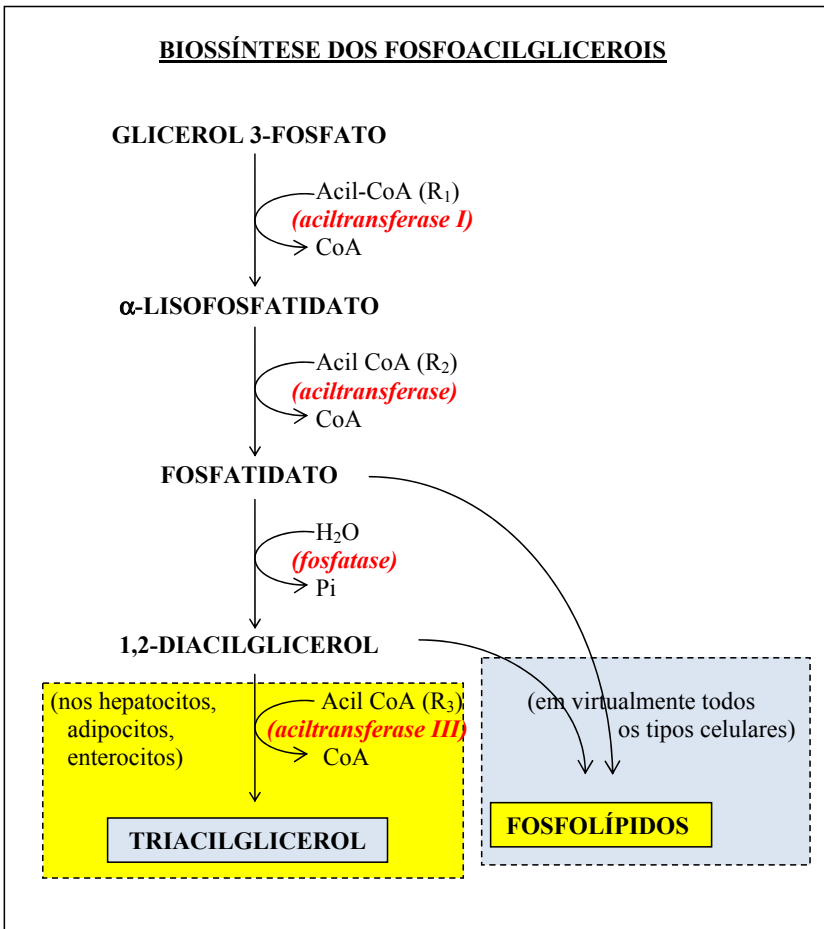 BIOSSÍNTESE DOS FOSFOACILGLICEROIS
GLICEROL 3-FOSFATO
Acil-CoA (R₁)
(aciltransferase I)
CoA
α-LISOFOSFATIDATO
Acil CoA (R₂)
(aciltransferase)
CoA
FOSFATIDATO
H₂O
(fosfatase)
Pi
1,2-DIACILGLICEROL
(nos hepatocitos,
adipocitos,
enterocitos)
Acil CoA (R₃)
(aciltransferase III)
CoA
TRIACILGLICEROL
(em virtualmente todos
os tipos celulares)
FOSFOLÍPIDOS